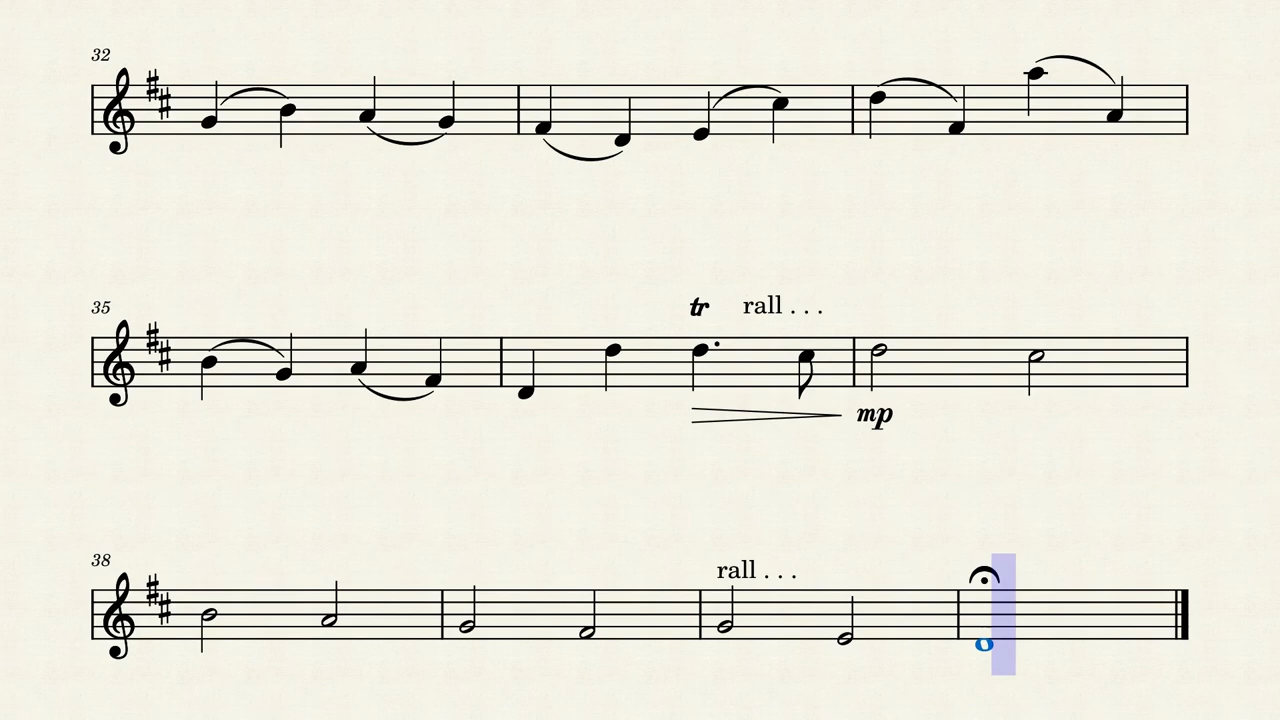 32
35
tr rall . . .
mp
38
rall . . .